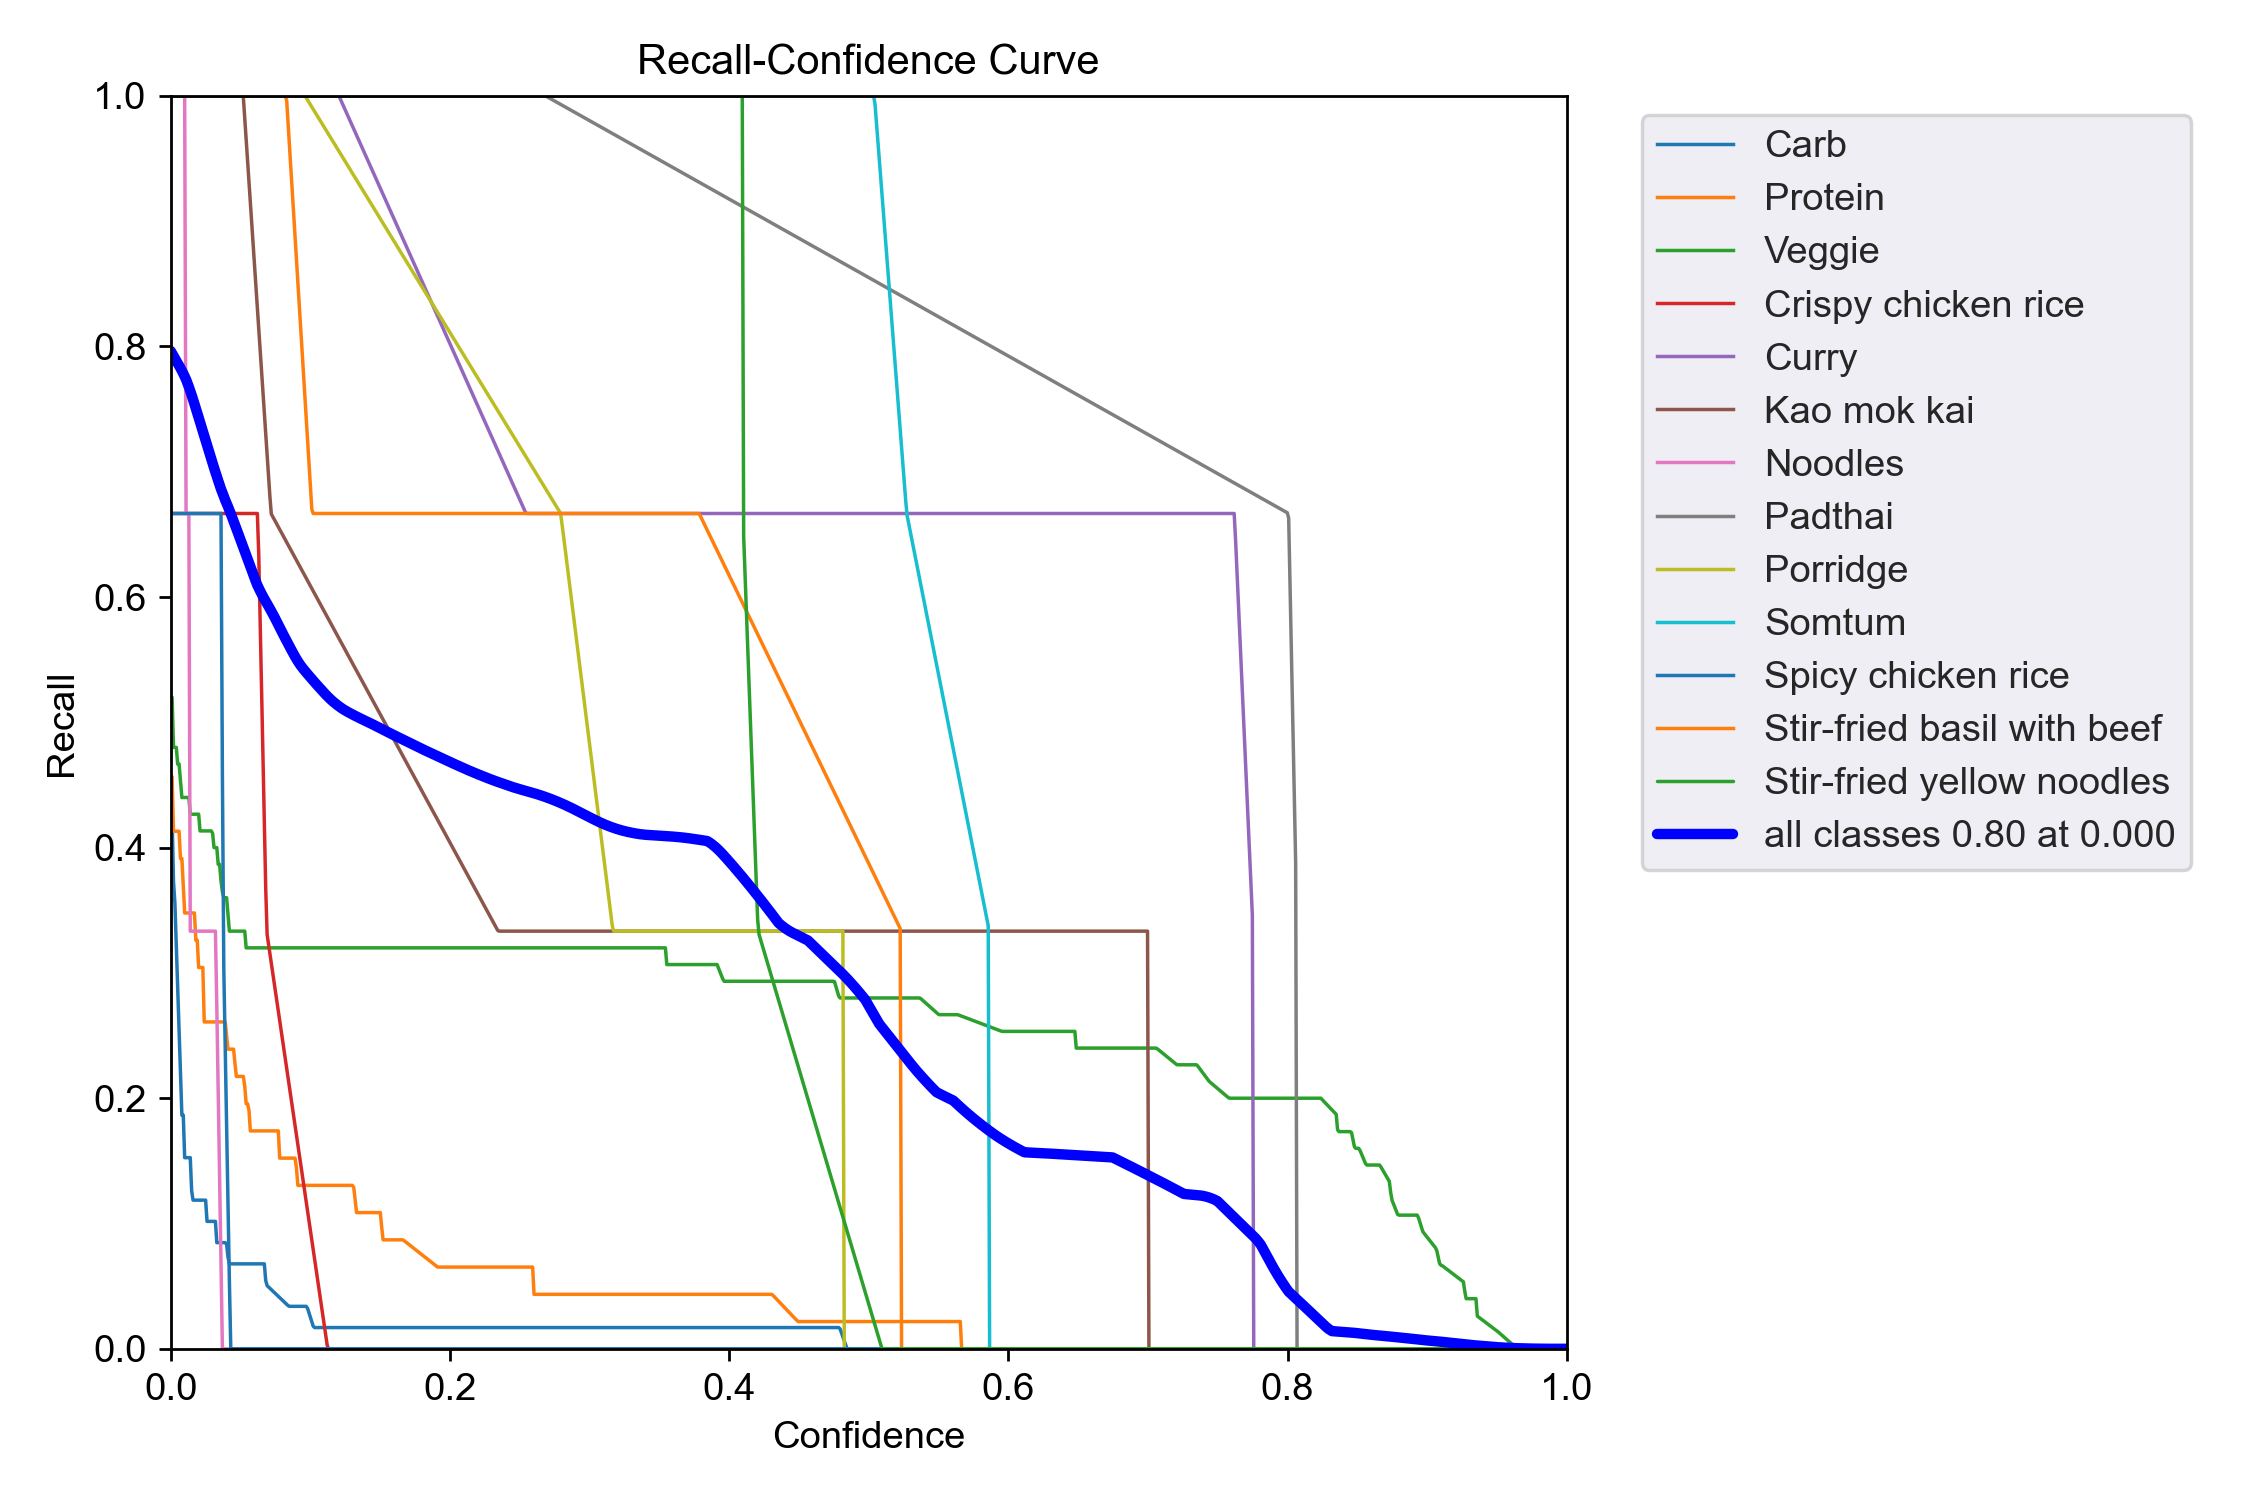 Recall-Confidence Curve
1.0
0.8
0.6
0.4
0.2
0.0
Recall
0.0 0.2 0.4 0.6 0.8 1.0
Confidence
Carb
Protein
Veggie
Crispy chicken rice
Curry
Kao mok kai
Noodles
Padthai
Porridge
Somtum
Spicy chicken rice
Stir-fried basil with beef
Stir-fried yellow noodles
all classes 0.80 at 0.000